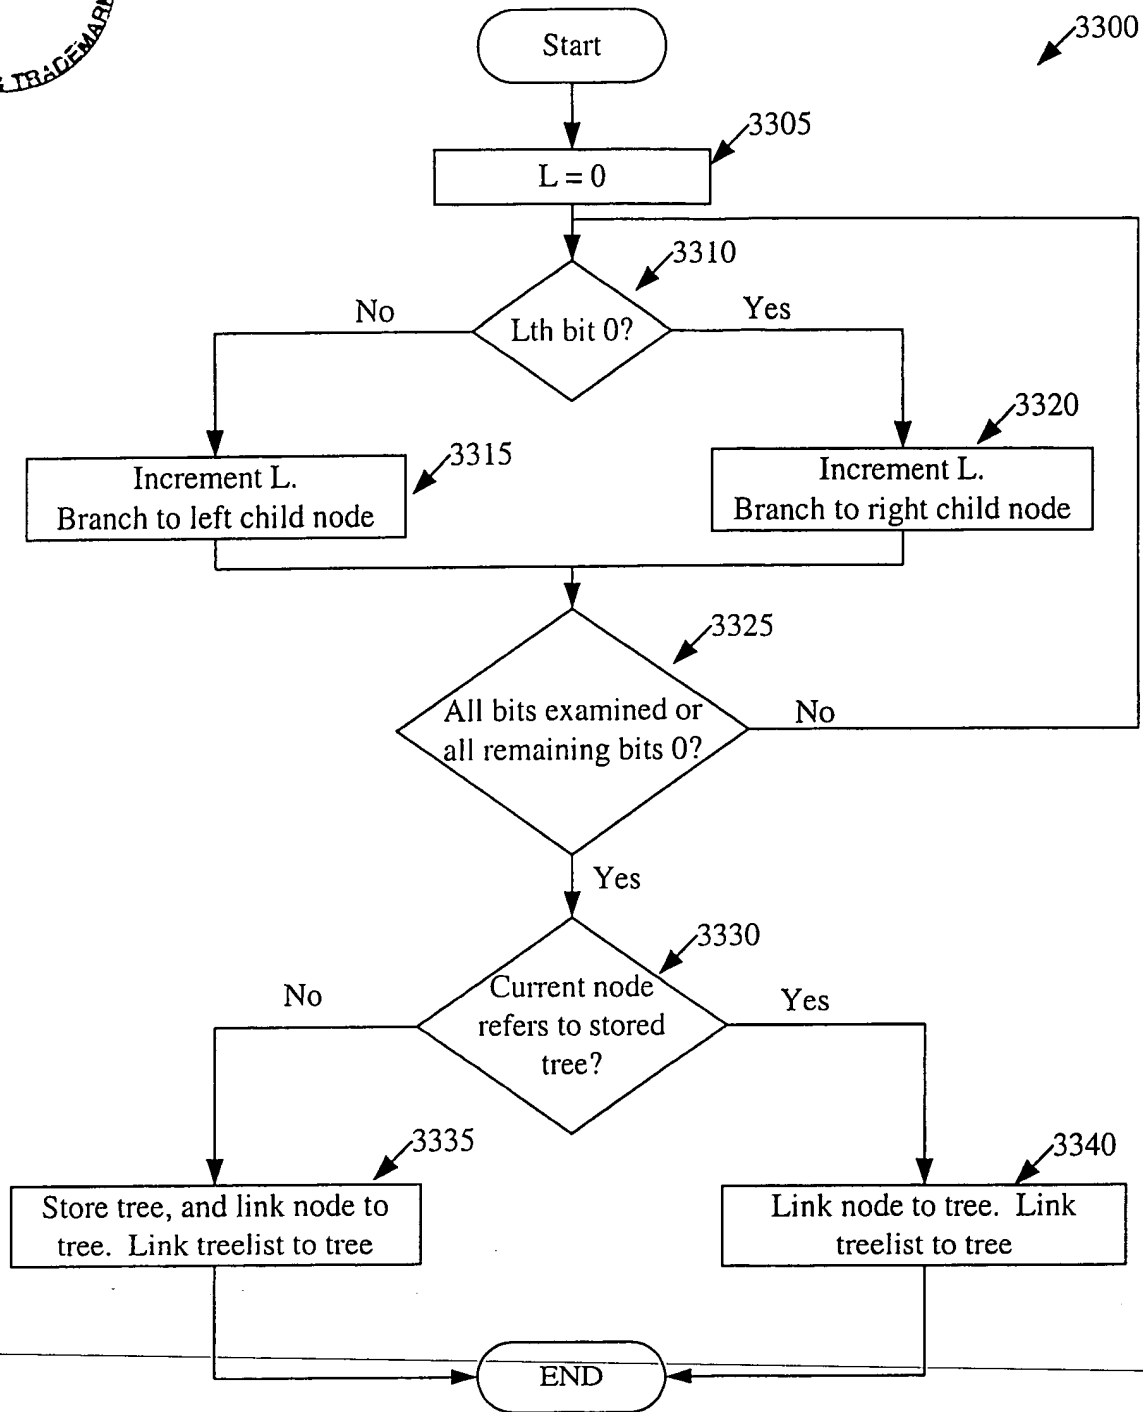 TRADEMARK
Start
3300
3305
L = 0
3310
Lth bit 0?
No
Yes
3315
3320
Increment L.
Branch to left child node
Increment L.
Branch to right child node
3325
All bits examined or
all remaining bits 0?
No
Yes
3330
Current node
refers to stored
tree?
No
Yes
3335
3340
Store tree, and link node to
tree. Link treelist to tree
Link node to tree. Link
treelist to tree
END